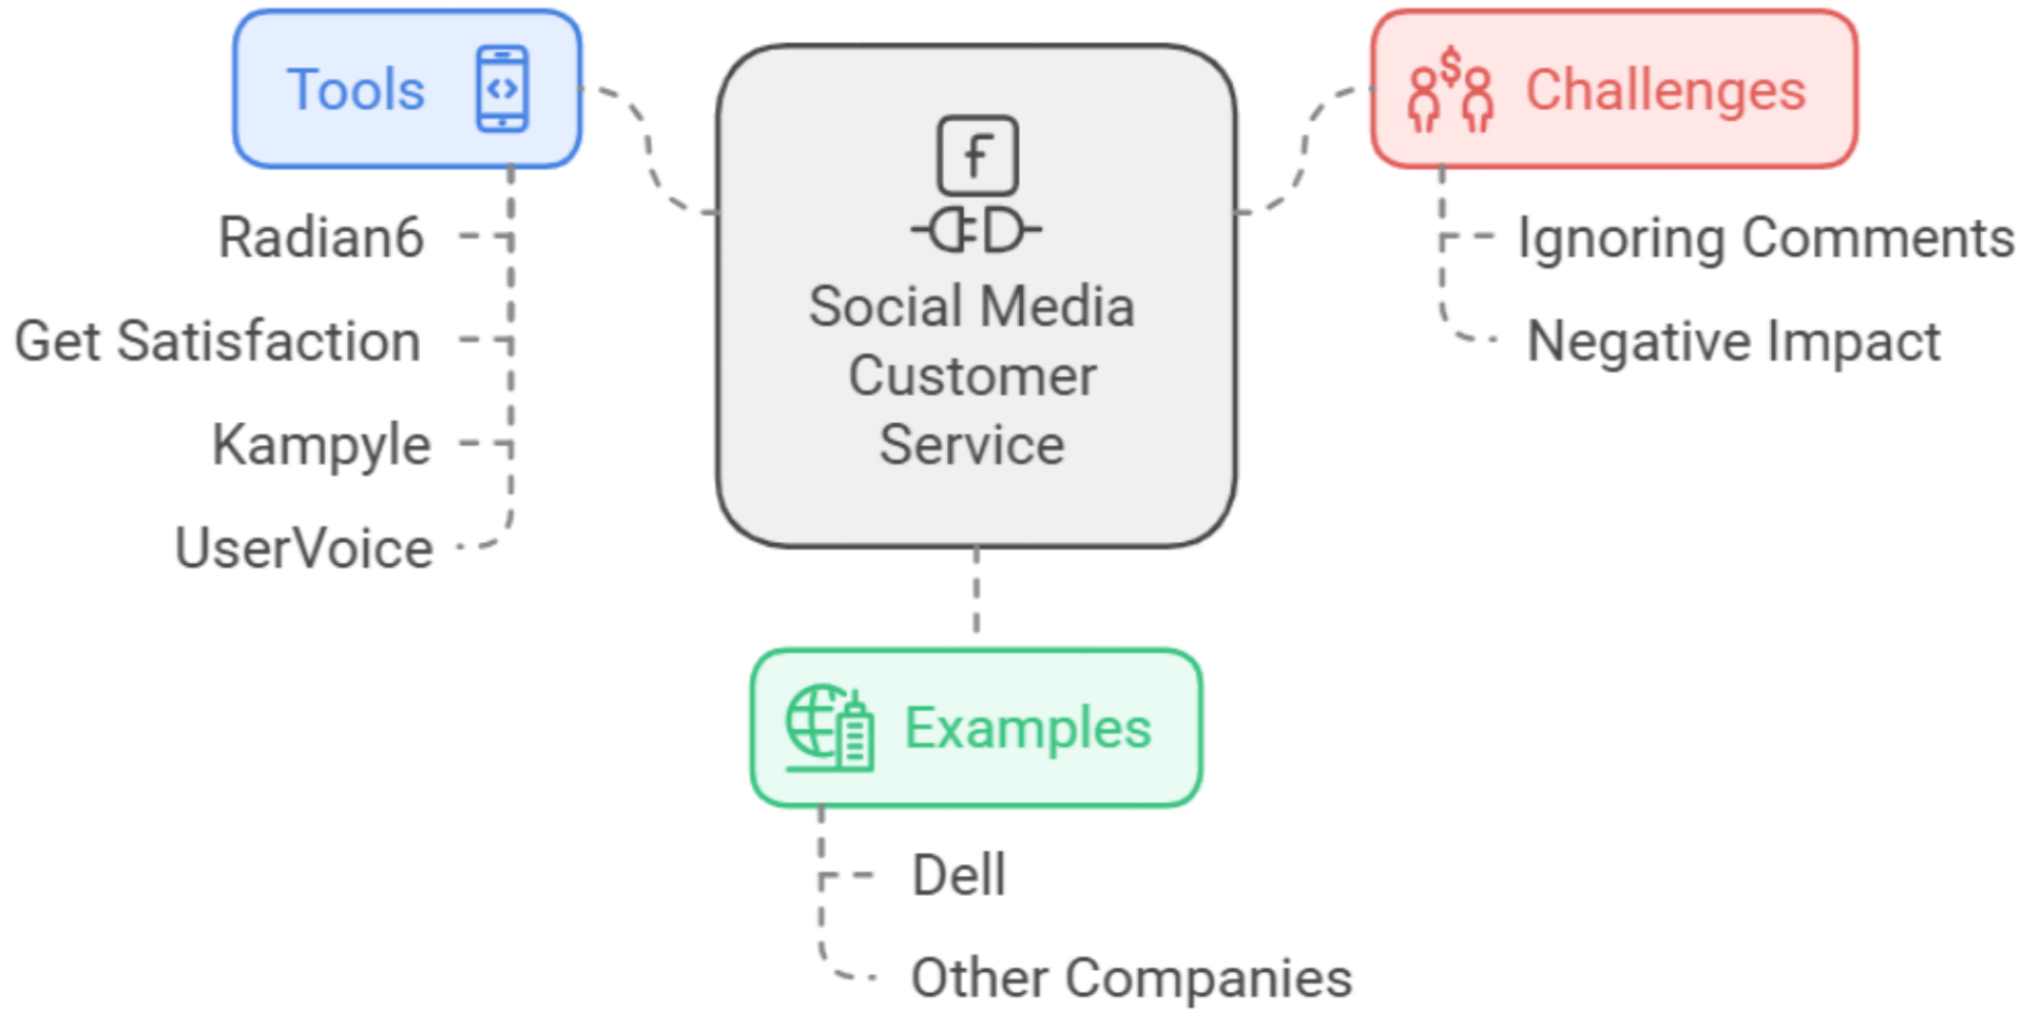 Tools
Radian6
Get Satisfaction
Kampyle
UserVoice
f
Social Media
Customer
Service
$
Challenges
Ignoring Comments
Negative Impact
Examples
Dell
Other Companies